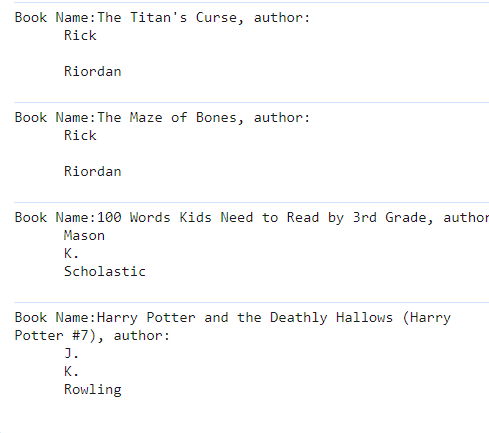 Book Name:The Titan's Curse, author:
Rick
Riordan
Book Name:The Maze of Bones, author:
Rick
Riordan
Book Name:100 Words Kids Need to Read by 3rd Grade, author
Mason
K.
Scholastic
Book Name:Harry Potter and the Deathly Hallows (Harry
Potter #7), author:
J.
K.
Rowling